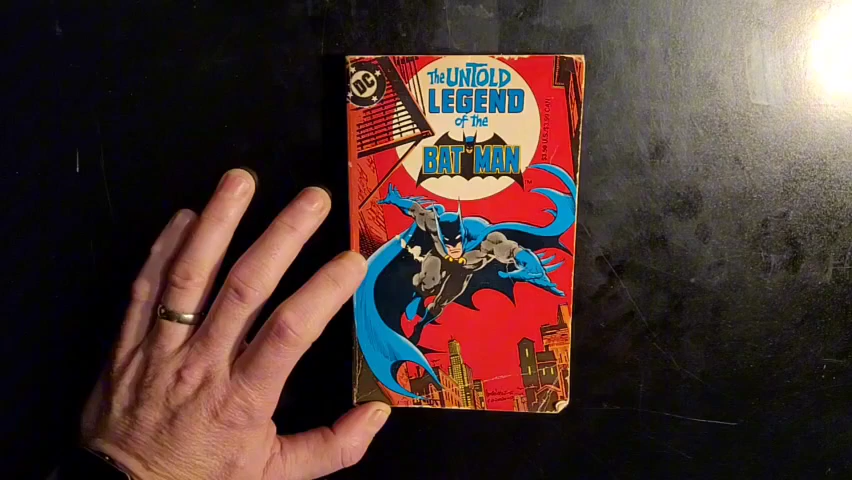 DC
The UNTOLD
LEGEND
of the
BATMAN